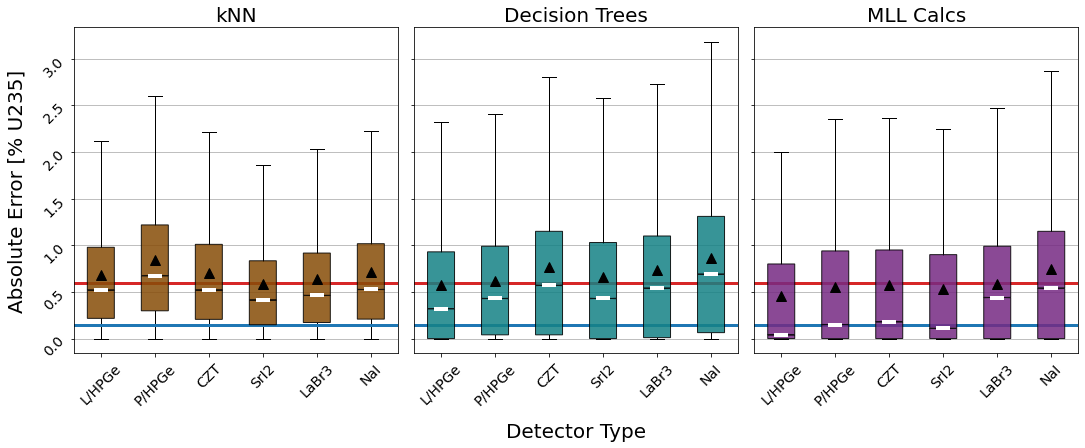 kNN
Decision Trees
MLL Calcs
Absolute Error [% U235]
3.0
2.5
2.0
1.5
1.0
0.5
0.0
L/HPGe
P/HPGe
CZT
SrI2
LaBr3
NaI
L/HPGe
P/HPGe
CZT
SrI2
LaBr3
NaI
L/HPGe
P/HPGe
CZT
SrI2
LaBr3
NaI
Detector Type